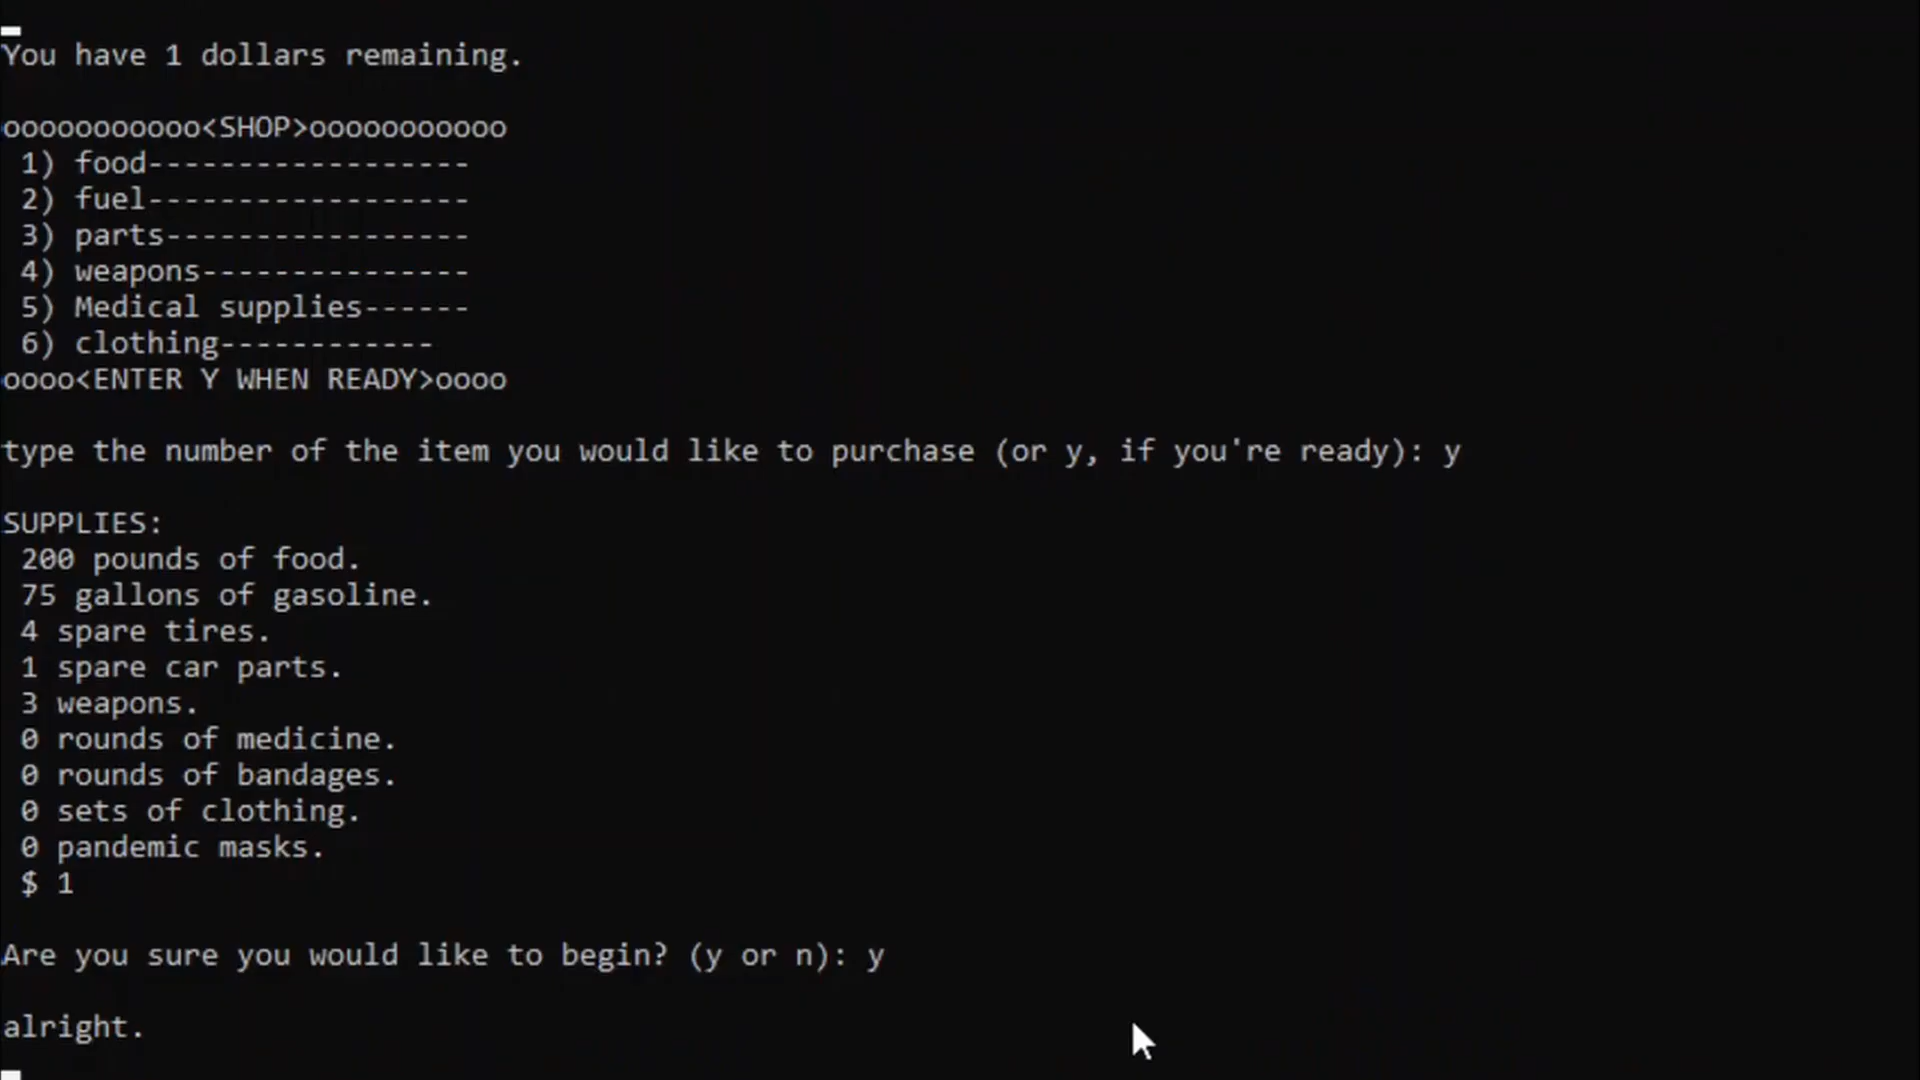 You have 1 dollars remaining.
ooooooooooo<SHOP>ooooooooooo
1) food------------------
2) fuel------------------
3) parts-----------------
4) weapons---------------
5) Medical supplies------
6) clothing------------
oooo<ENTER Y WHEN READY>oooo
type the number of the item you would like to purchase (or y, if you're ready): y
SUPPLIES:
200 pounds of food.
75 gallons of gasoline.
4 spare tires.
1 spare car parts.
3 weapons.
0 rounds of medicine.
0 rounds of bandages.
0 sets of clothing.
0 pandemic masks.
$ 1
Are you sure you would like to begin? (y or n): y
alright.